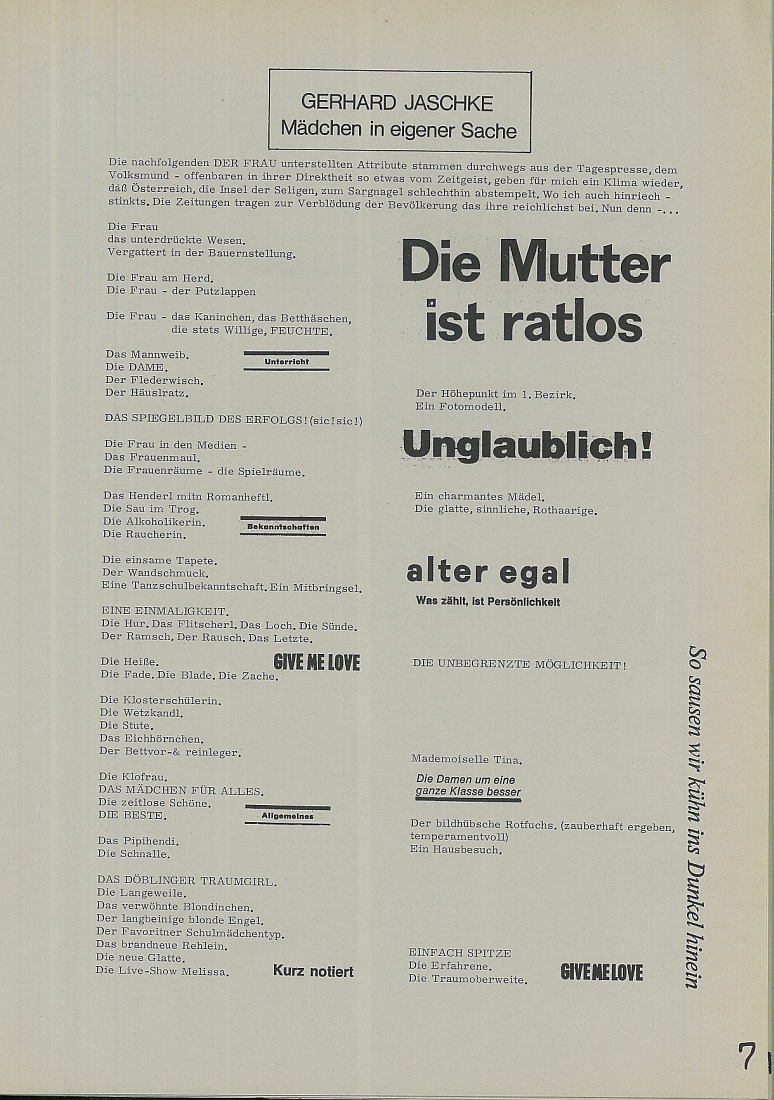 GERHARD JASCHKE
Mädchen in eigener Sache
Die nachfolgenden DER FRAU unterstellten Attribute stammen durchwegs aus der Tagespresse, dem
Volksmund - offenbaren in ihrer Direktheit so etwas vom Zeitgeist, geben für mich ein Klima wieder,
däß Österreich, die Insel der Seligen, zum Sargnagel schlechthin abstempelt. Wo ich auch hinriech -
stinkts. Die Zeitungen tragen zur Verblödung der Bevölkerung das ihre reichlichst bei. Nun denn -...
Die Frau
das unterdrückte Wesen.
Vergattert in der Bauernstellung.
Die Frau am Herd.
Die Frau - der Putzlappen
Die Frau - das Kaninchen, das Betthäschen,
die stets Willige, FEUCHTE.
Das Mannweib.
Unterricht
Die DAME.
Der Flederwisch.
Der Häuslratz.
DAS SPIEGELBILD DES ERFOLGS! (sic! sic!)
Die Frau in den Medien -
Das Frauenmaul.
Die Frauenräume - die Spielräume.
Das Henderl mitn Romanheftl.
Die Sau im Trog.
Die Alkoholikerin.
Bekanntschaften
Die Raucherin.
Die einsame Tapete.
Der Wandschmuck.
Eine Tanzschulbekanntschaft. Ein Mitbringsel.
EINE EINMALIGKEIT.
Die Hur. Das Flitscherl. Das Loch. Die Sünde.
Der Ramsch. Der Rausch. Das Letzte.
Die Heiße.
GIVE ME LOVE
Die Fade. Die Blade. Die Zache.
Die Klosterschülerin.
Die Wetzkandl.
Die Stute.
Das Eichhörnchen.
Der Bettvor-& reinleger.
Die Klofrau.
DAS MÄDCHEN FÜR ALLES.
Die zeitlose Schöne.
DIE BESTE.
Allgemeines
Das Pipihendi.
Die Schnalle.
DAS DÖBLINGER TRAUMGIRL.
Die Langeweile.
Das verwöhnte Blondinchen.
Der langbeinige blonde Engel.
Der Favoritner Schulmädchentyp.
Das brandneue Rehlein.
Die neue Glatte.
Die Live-Show Melissa.
Kurz notiert
Die Mutter
ist ratlos
Der Höhepunkt im 1. Bezirk.
Ein Fotomodell.
Unglaublich!
Ein charmantes Mädel.
Die glatte, sinnliche, Rothaarige.
alter egal
Was zählt, ist Persönlichkeit
DIE UNBEGRENZTE MÖGLICHKEIT!
Mademoiselle Tina.
Die Damen um eine
ganze Klasse besser
Der bildhübsche Rotfuchs. (zauberhaft ergeben,
temperamentvoll)
Ein Hausbesuch.
EINFACH SPITZE
Die Erfahrene.
Die Traumoberweite.
GIVE ME LOVE
So sausen wir kühn ins Dunkel hinein
7